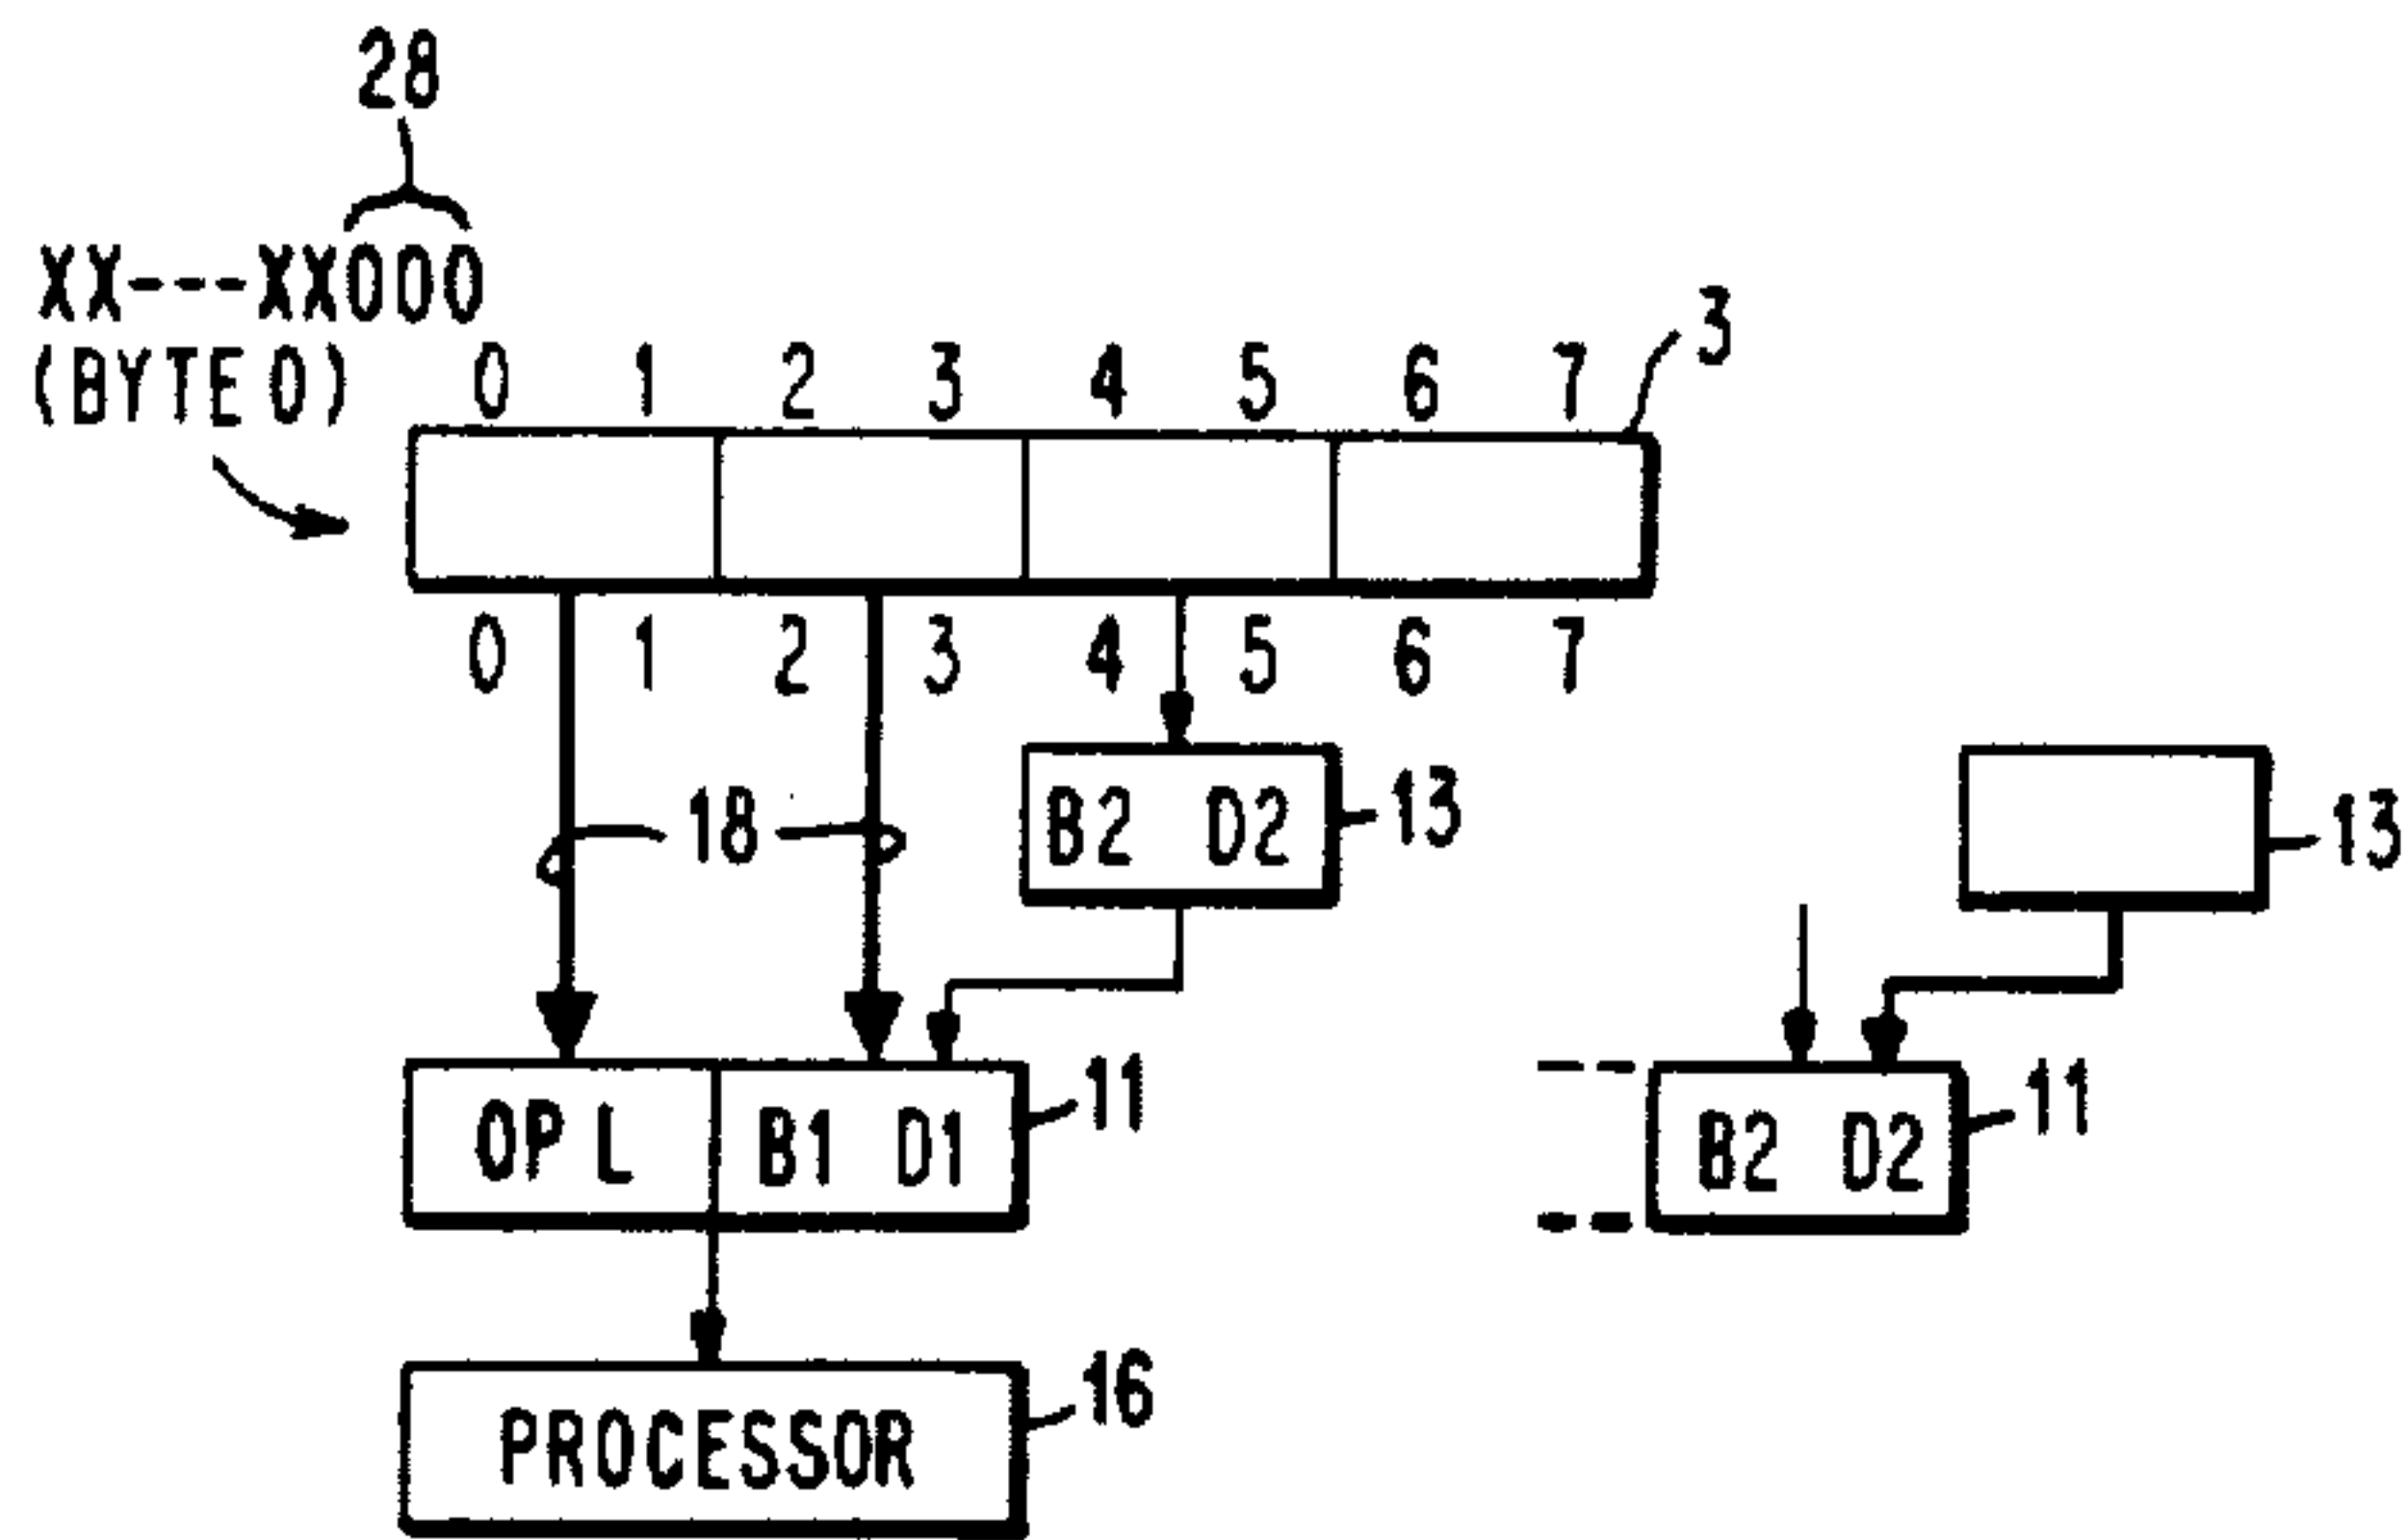 28
XX---XX000
(BYTE 0)
0 1 2 3 4 5 6 7
3
0 1 2 3 4 5 6 7
18
B2 D2
13
13
OP L
B1 D1
11
B2 D2
11
PROCESSOR
16